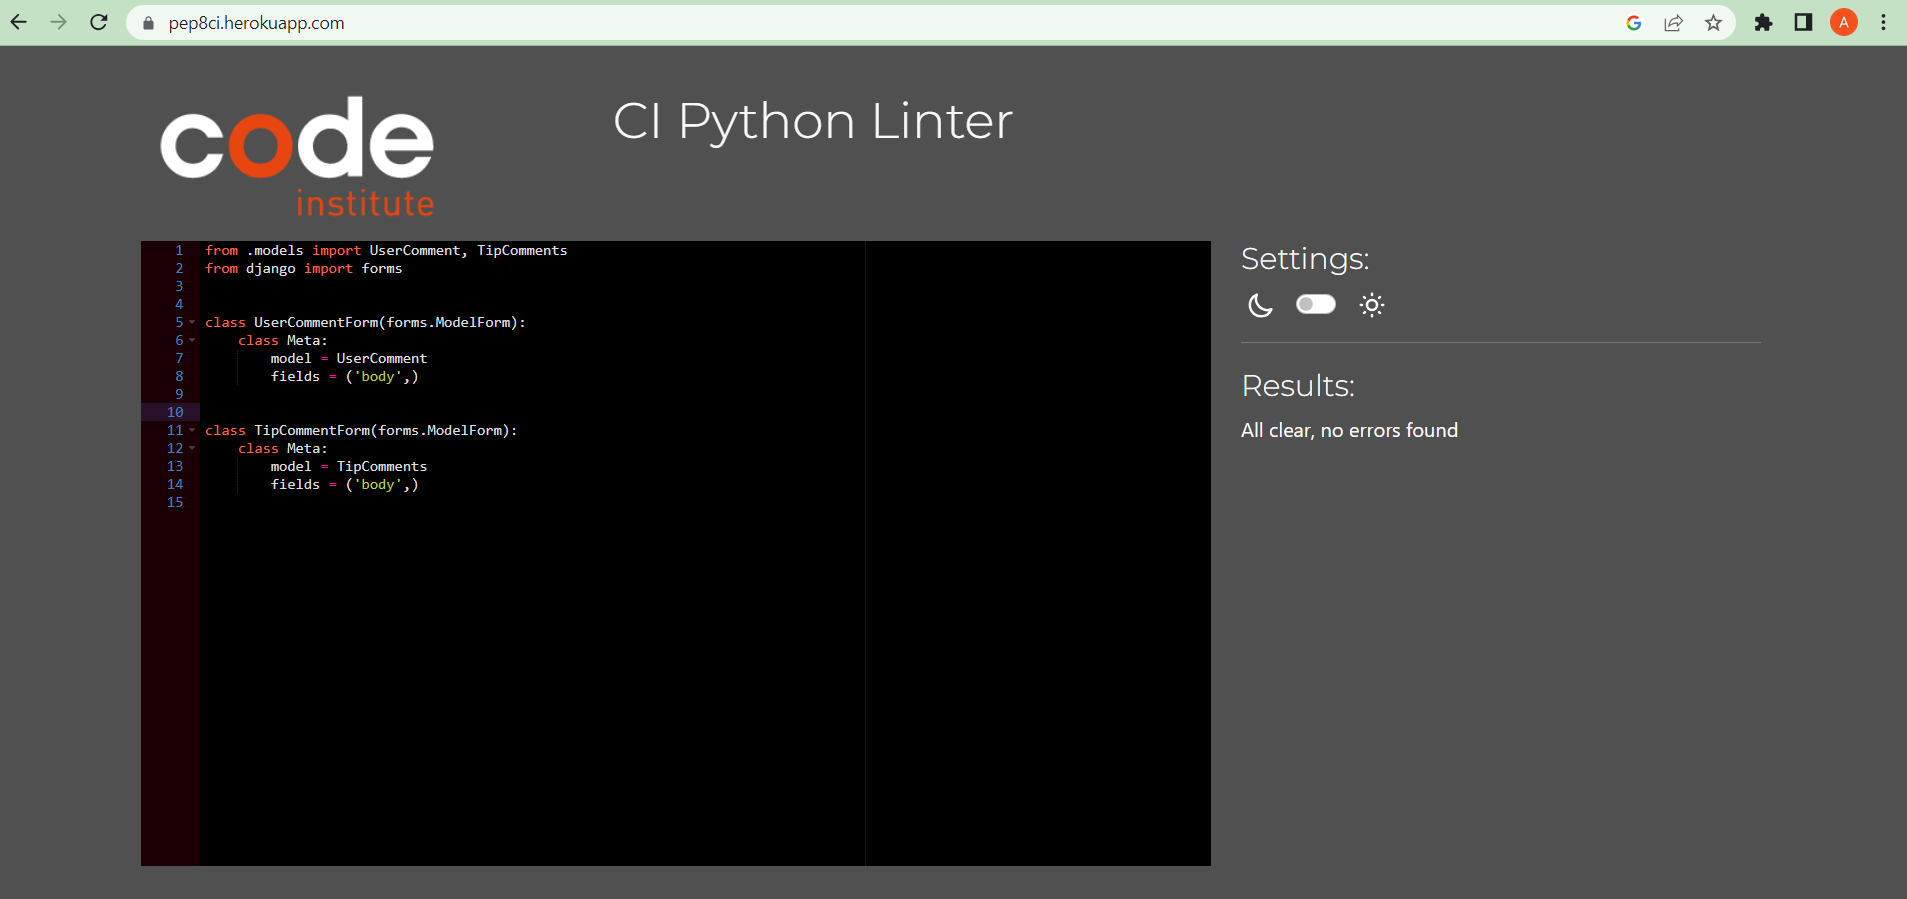 pep8ci.herokuapp.com
A
code
institute
CI Python Linter
1 from .models import UserComment, TipComments
2 from django import forms
3
4
5 class UserCommentForm(forms.ModelForm):
6     class Meta:
7         model = UserComment
8         fields = ('body',)
9
10
11 class TipCommentForm(forms.ModelForm):
12     class Meta:
13         model = TipComments
14         fields = ('body',)
15
Settings:
Results:
All clear, no errors found